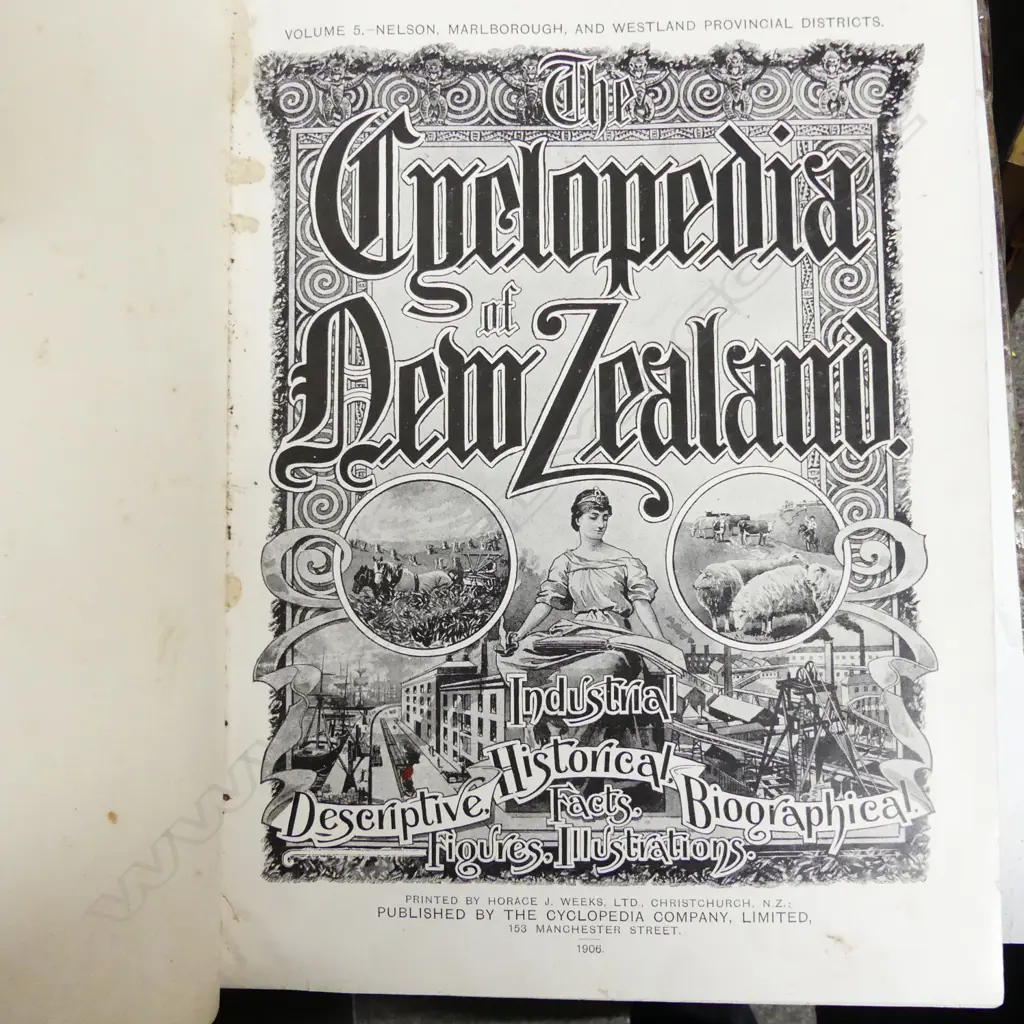 VOLUME 5.—NELSON, MARLBOROUGH, AND WESTLAND PROVINCIAL DISTRICTS.
The
Cyclopedia
of
New Zealand.
Industrial
Descriptive. Historical. Biographical.
Facts.
Figures. Illustrations.
PRINTED BY HORACE J. WEEKS, LTD., CHRISTCHURCH, N.Z.;
PUBLISHED BY THE CYCLOPEDIA COMPANY, LIMITED,
153 MANCHESTER STREET.
1906.